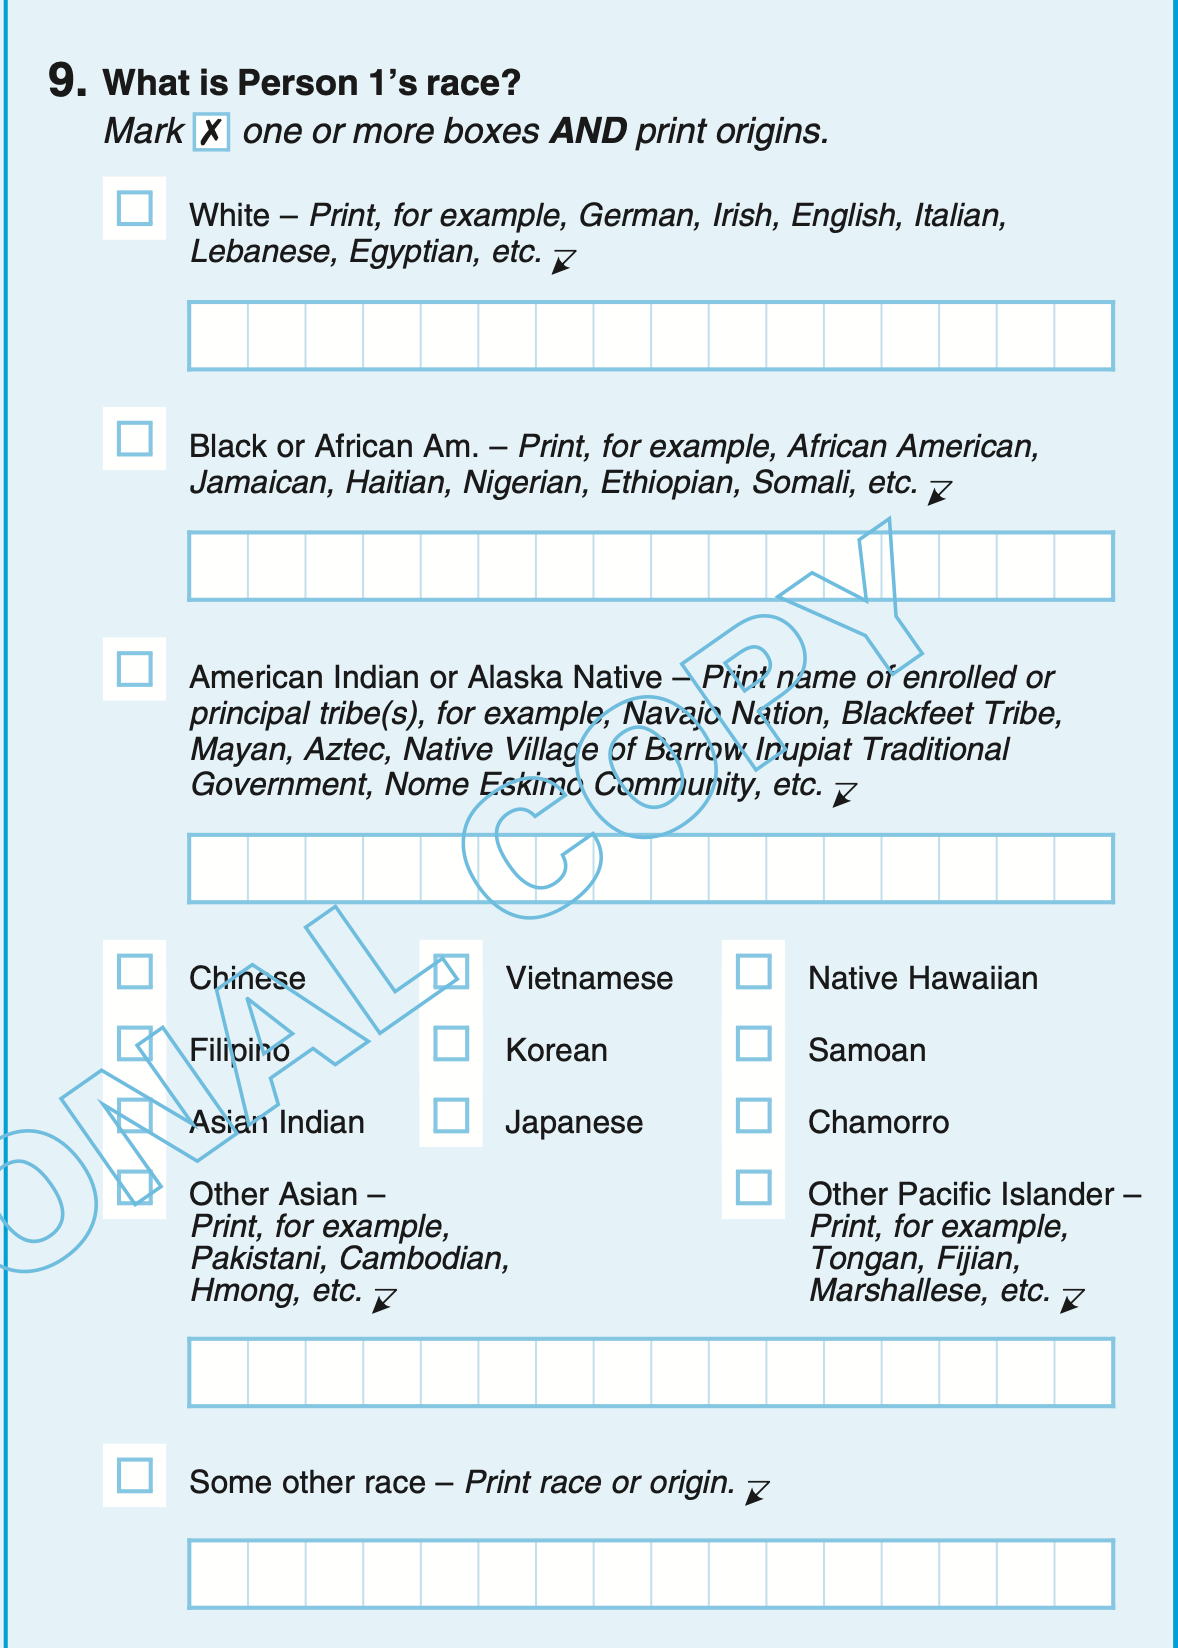 9. What is Person 1’s race?
Mark ✗ one or more boxes AND print origins.
White – Print, for example, German, Irish, English, Italian,
Lebanese, Egyptian, etc.
Black or African Am. – Print, for example, African American,
Jamaican, Haitian, Nigerian, Ethiopian, Somali, etc.
American Indian or Alaska Native – Print name of enrolled or
principal tribe(s), for example, Navajo Nation, Blackfeet Tribe,
Mayan, Aztec, Native Village of Barrow Inupiat Traditional
Government, Nome Eskimo Community, etc.
Chinese
Vietnamese
Native Hawaiian
Filipino
Korean
Samoan
Asian Indian
Japanese
Chamorro
Other Asian –
Print, for example,
Pakistani, Cambodian,
Hmong, etc.
Other Pacific Islander –
Print, for example,
Tongan, Fijian,
Marshallese, etc.
Some other race – Print race or origin.
ONAL COPY